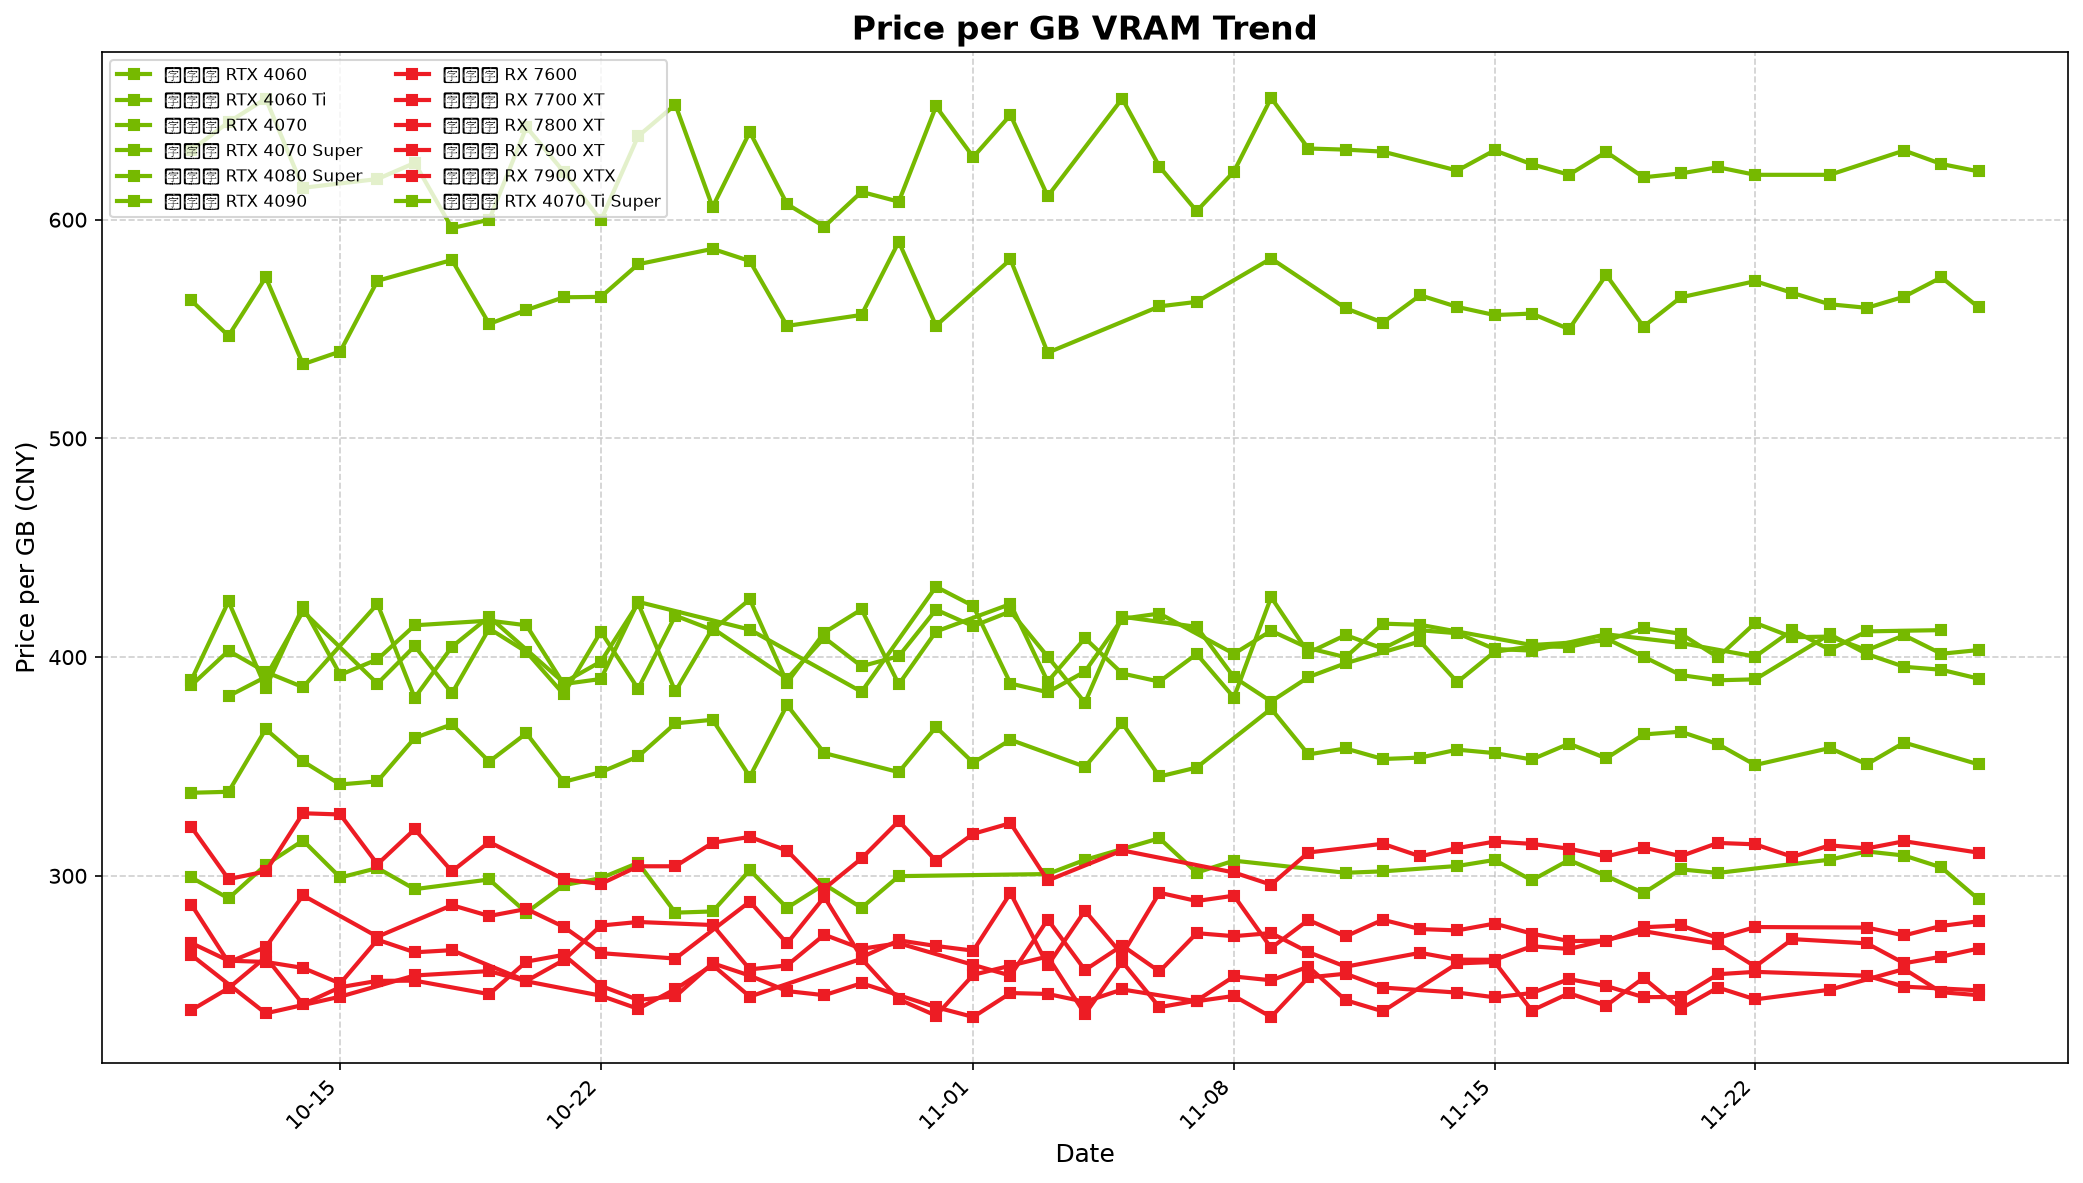 Price per GB VRAM Trend
RTX 4060
RTX 4060 Ti
RTX 4070
RTX 4070 Super
RTX 4080 Super
RTX 4090
RX 7600
RX 7700 XT
RX 7800 XT
RX 7900 XT
RX 7900 XTX
RTX 4070 Ti Super
Price per GB (CNY)
600
500
400
300
10-15
10-22
11-01
11-08
11-15
11-22
Date